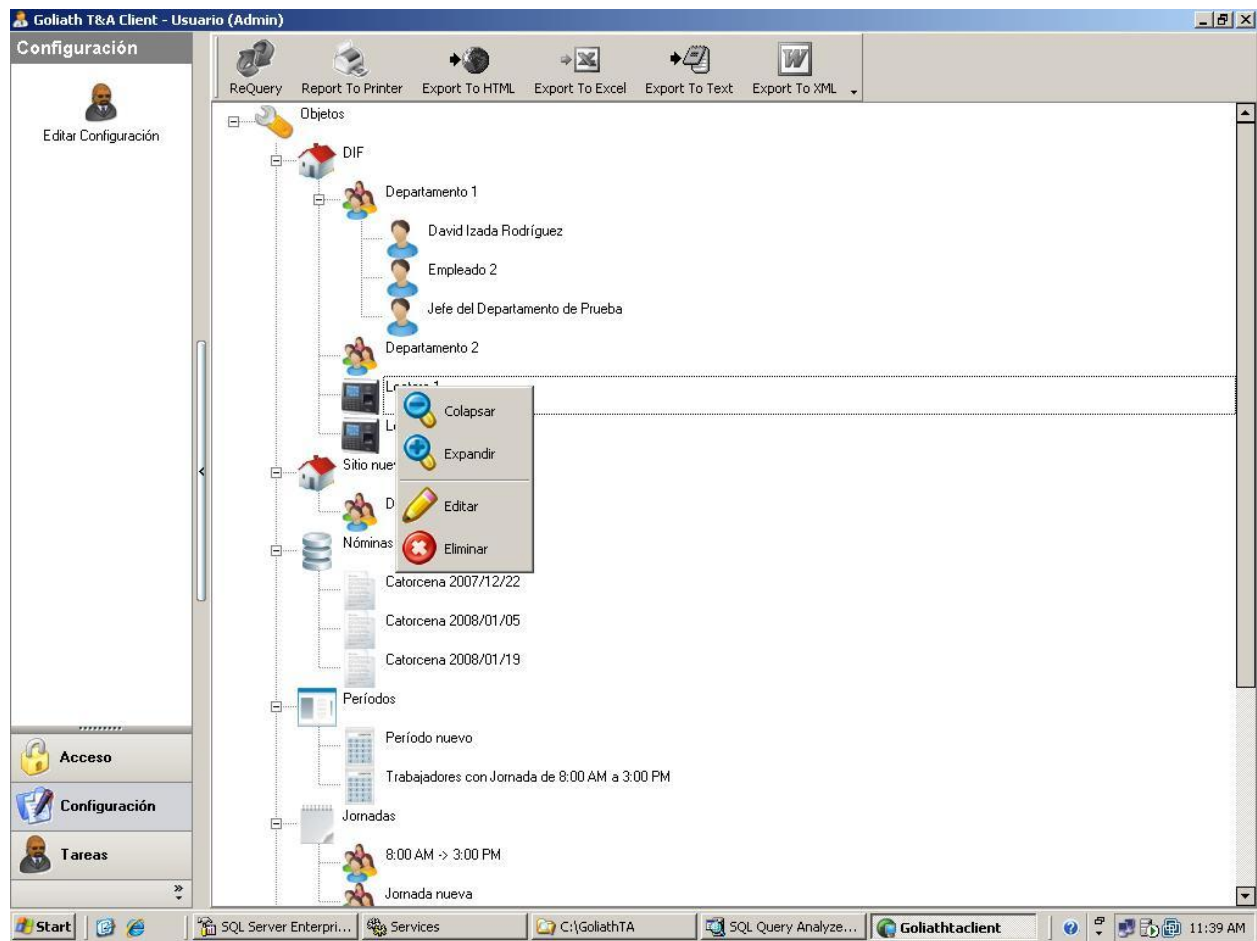 Goliath T&A Client - Usuario (Admin)
Configuración
Editar Configuración
ReQuery
Report To Printer
Export To HTML
Export To Excel
Export To Text
Export To XML
Objetos
DIF
Departamento 1
David Izada Rodríguez
Empleado 2
Jefe del Departamento de Prueba
Departamento 2
Colapsar
Expandir
Editar
Eliminar
Sitio
Nóminas
Catorcena 2007/12/22
Catorcena 2008/01/05
Catorcena 2008/01/19
Períodos
Período nuevo
Trabajadores con Jornada de 8:00 AM a 3:00 PM
Jornadas
8:00 AM -> 3:00 PM
Jornada nueva
Acceso
Configuración
Tareas
Start
SQL Server Enterpri...
Services
C:\GoliathTA
SQL Query Analyze...
Goliathtaclient
11:39 AM